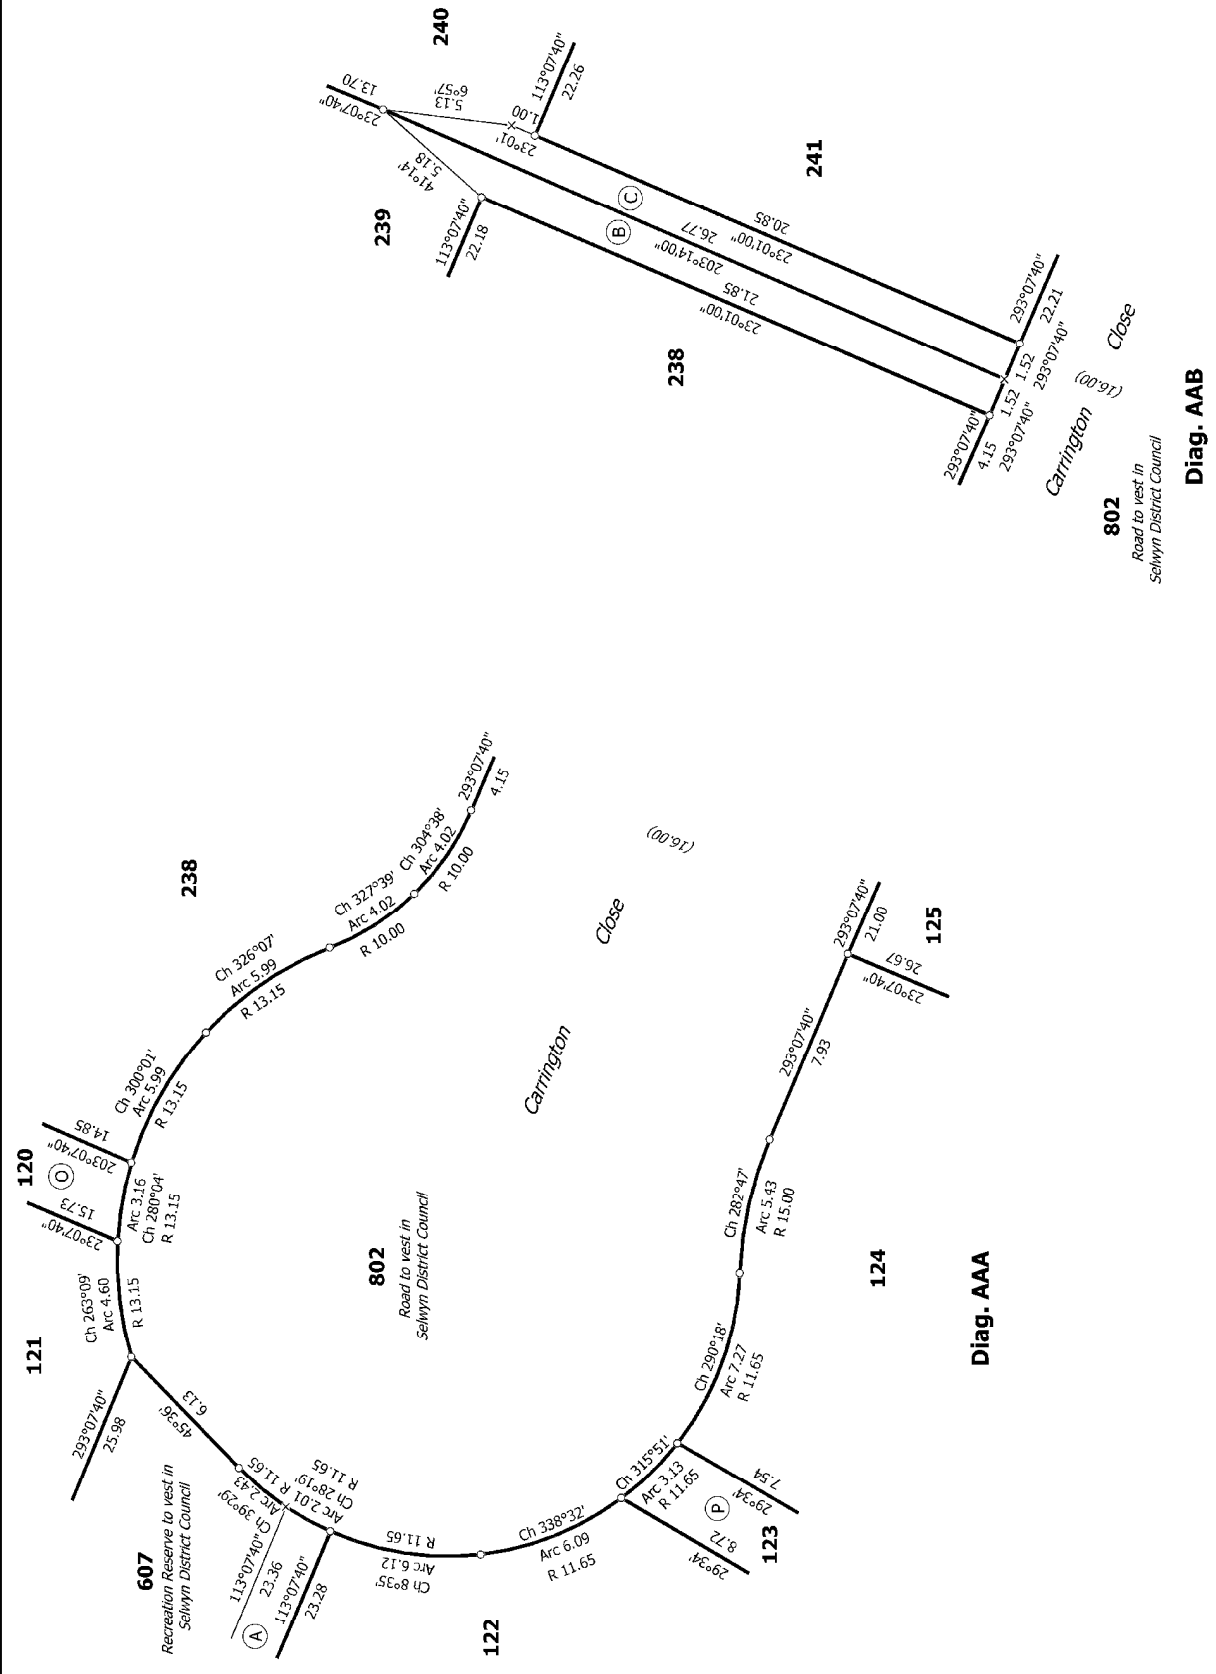 120
O
14.85
203°07'40"
15.73
23°07'40"
Arc 3.16
Ch 280°04'
R 13.15
Ch 300°01'
Arc 5.99
R 13.15
Ch 326°07'
Arc 5.99
R 13.15
238
Ch 327°39'
Arc 4.02
R 10.00
Ch 304°38'
Arc 4.02
R 10.00
293°07'40"
4.15
121
Ch 263°09'
Arc 4.60
R 13.15
293°07'40"
25.98
45°36'
6.13
607
Recreation Reserve to vest in
Selwyn District Council
R 11.65
Arc 2.43
Ch 39°29'
R 11.65
Ch 28°19'
Arc 2.01
113°07'40"
23.36
113°07'40"
23.28
A
R 11.65
Arc 6.12
Ch 8°35'
122
Ch 338°32'
Arc 6.09
R 11.65
Ch 315°51'
Arc 3.13
R 11.65
29°34'
8.72
P
29°34'
7.54
123
Ch 290°18'
Arc 7.27
R 11.65
Ch 282°47'
Arc 5.43
R 15.00
124
293°07'40"
7.93
293°07'40"
21.00
23°07'40"
26.67
125
802
Road to vest in
Selwyn District Council
Carrington
Close
(16.00)
Diag. AAA
240
13.70
23°07'40"
5.13
6°57'
41°14'
5.18
1.00
23°01'
113°07'40"
22.26
239
113°07'40"
22.18
B
C
241
20.85
23°01'00"
26.77
203°14'00"
21.85
23°01'00"
238
293°07'40"
4.15
1.52
293°07'40"
1.52
293°07'40"
293°07'40"
22.21
Carrington
(16.00)
Close
802
Road to vest in
Selwyn District Council
Diag. AAB